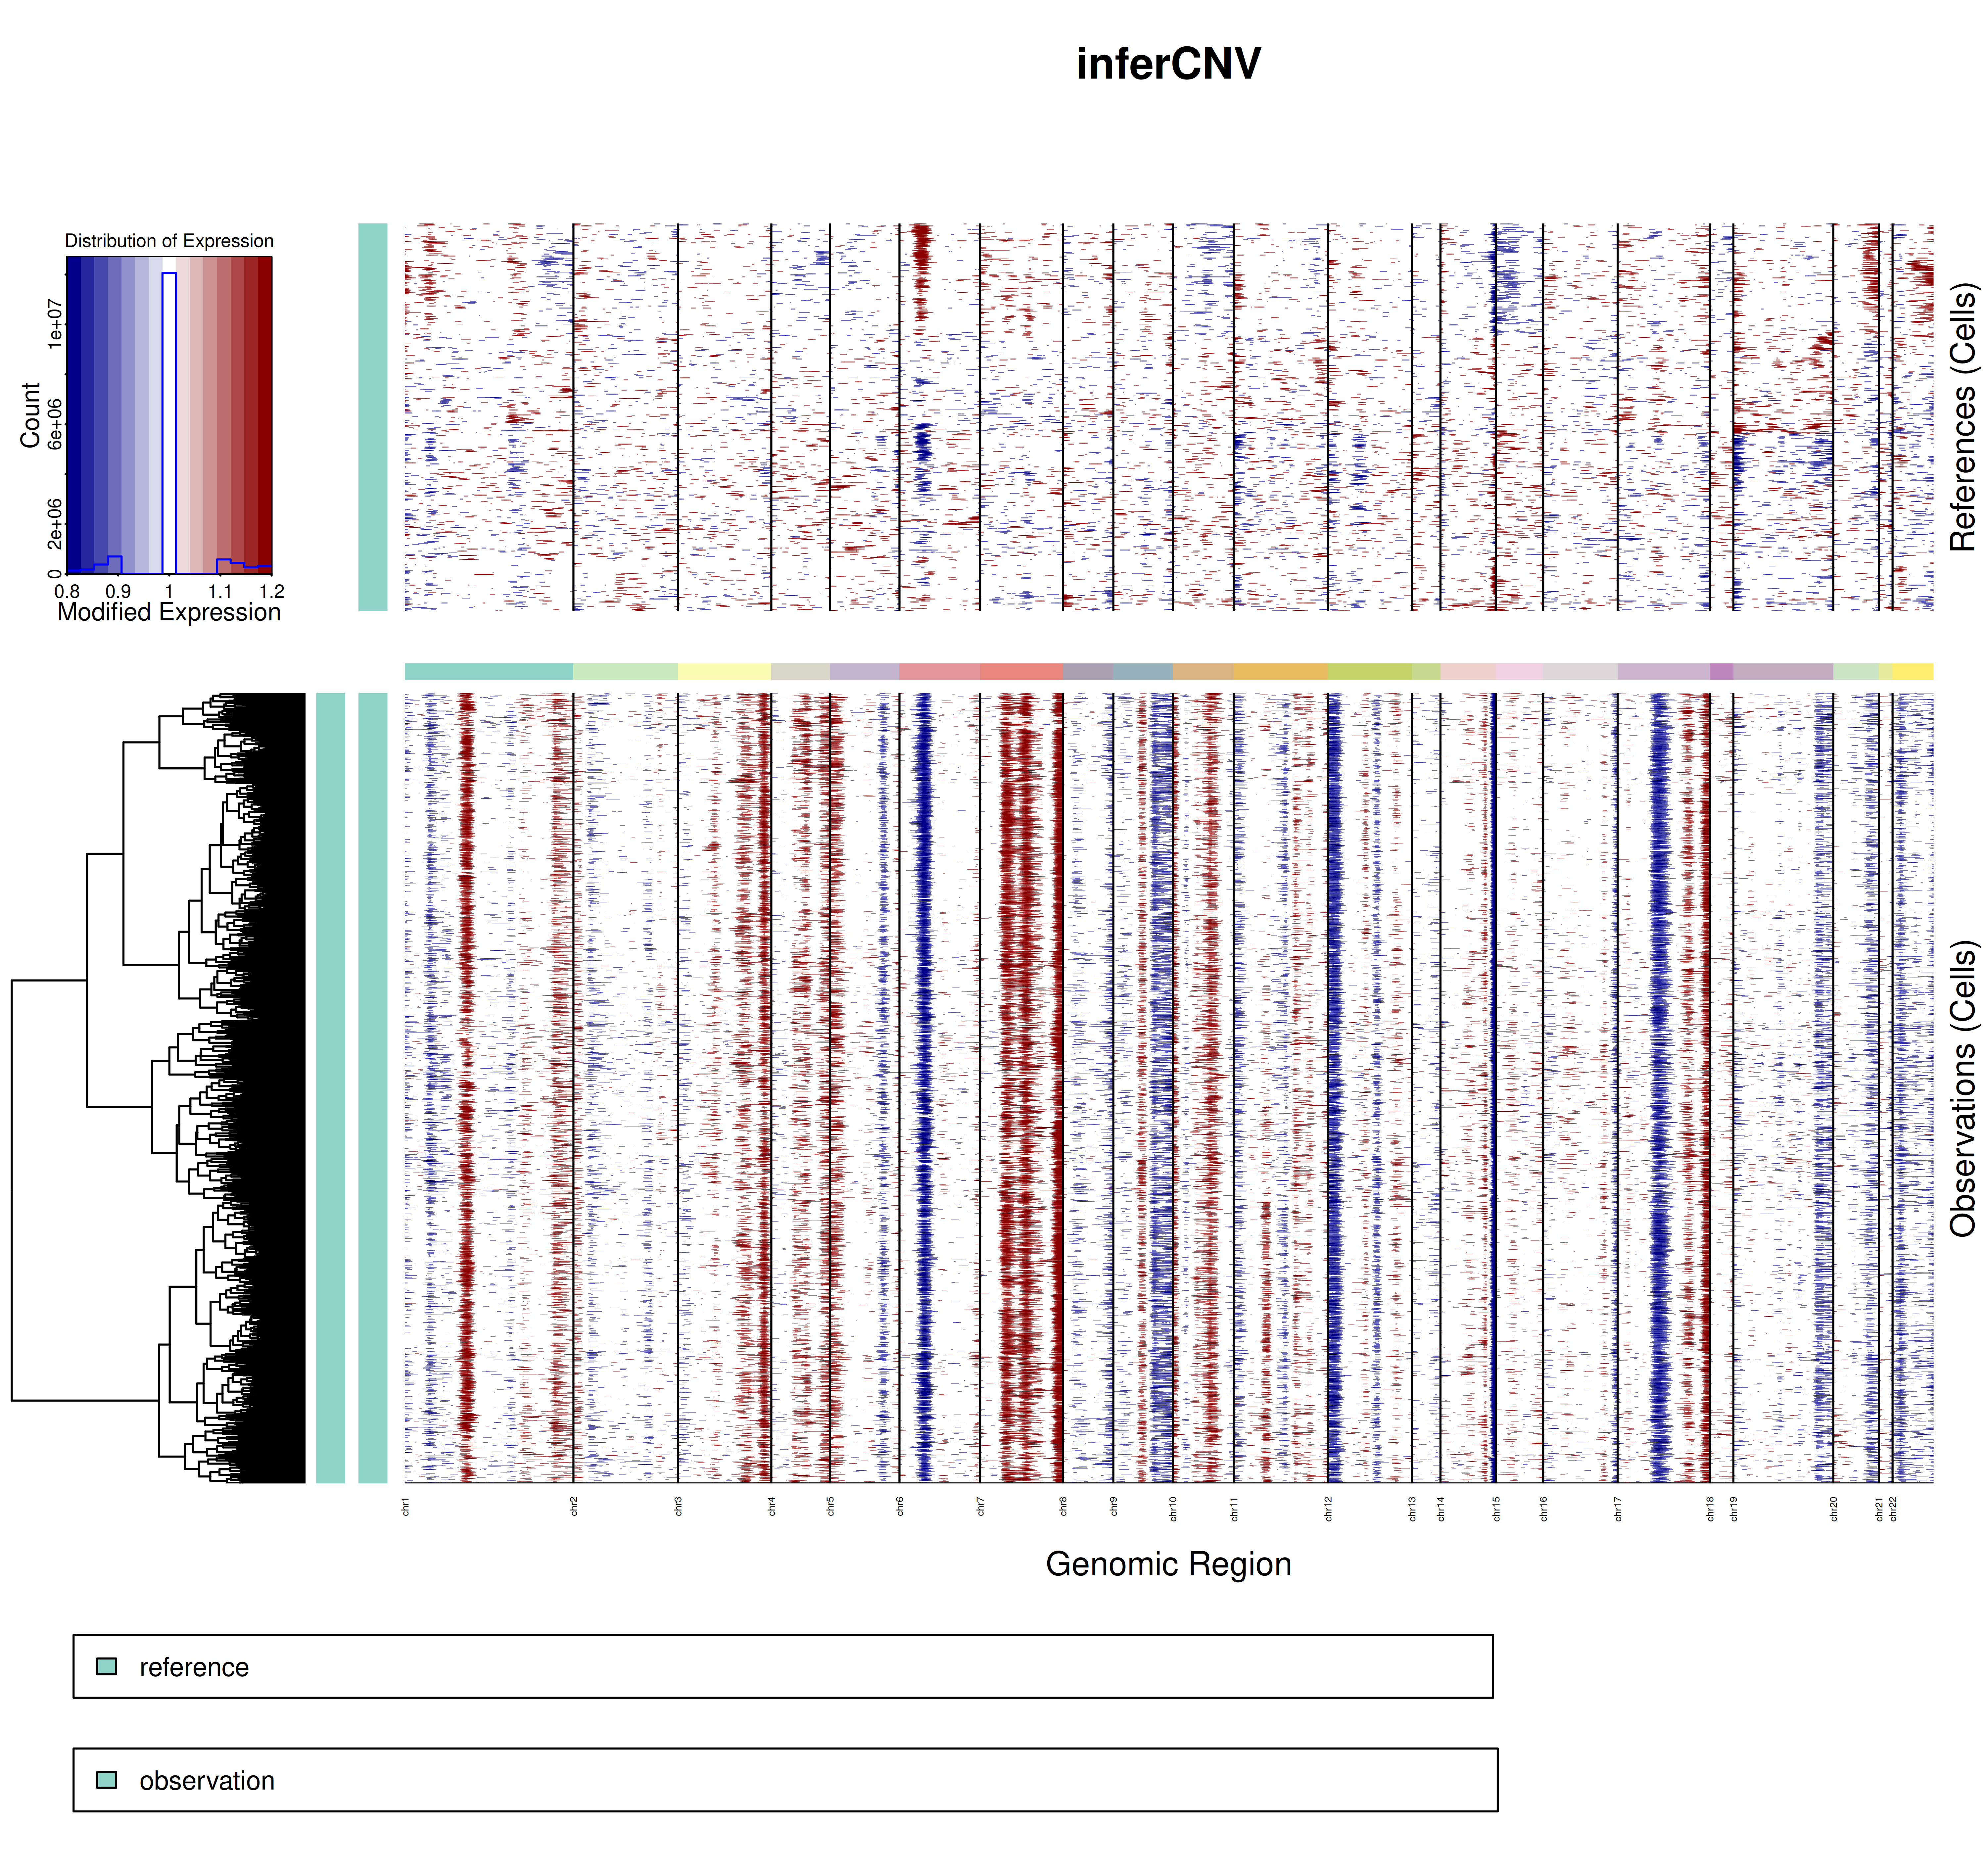 inferCNV
Distribution of Expression
Count
0 2e+06 6e+06 1e+07
0.8 0.9 1 1.1 1.2
Modified Expression
References (Cells)
Observations (Cells)
chr1 chr2 chr3 chr4 chr5 chr6 chr7 chr8 chr9 chr10 chr11 chr12 chr13 chr14 chr15 chr16 chr17 chr18 chr19 chr20 chr21 chr22
Genomic Region
reference
observation